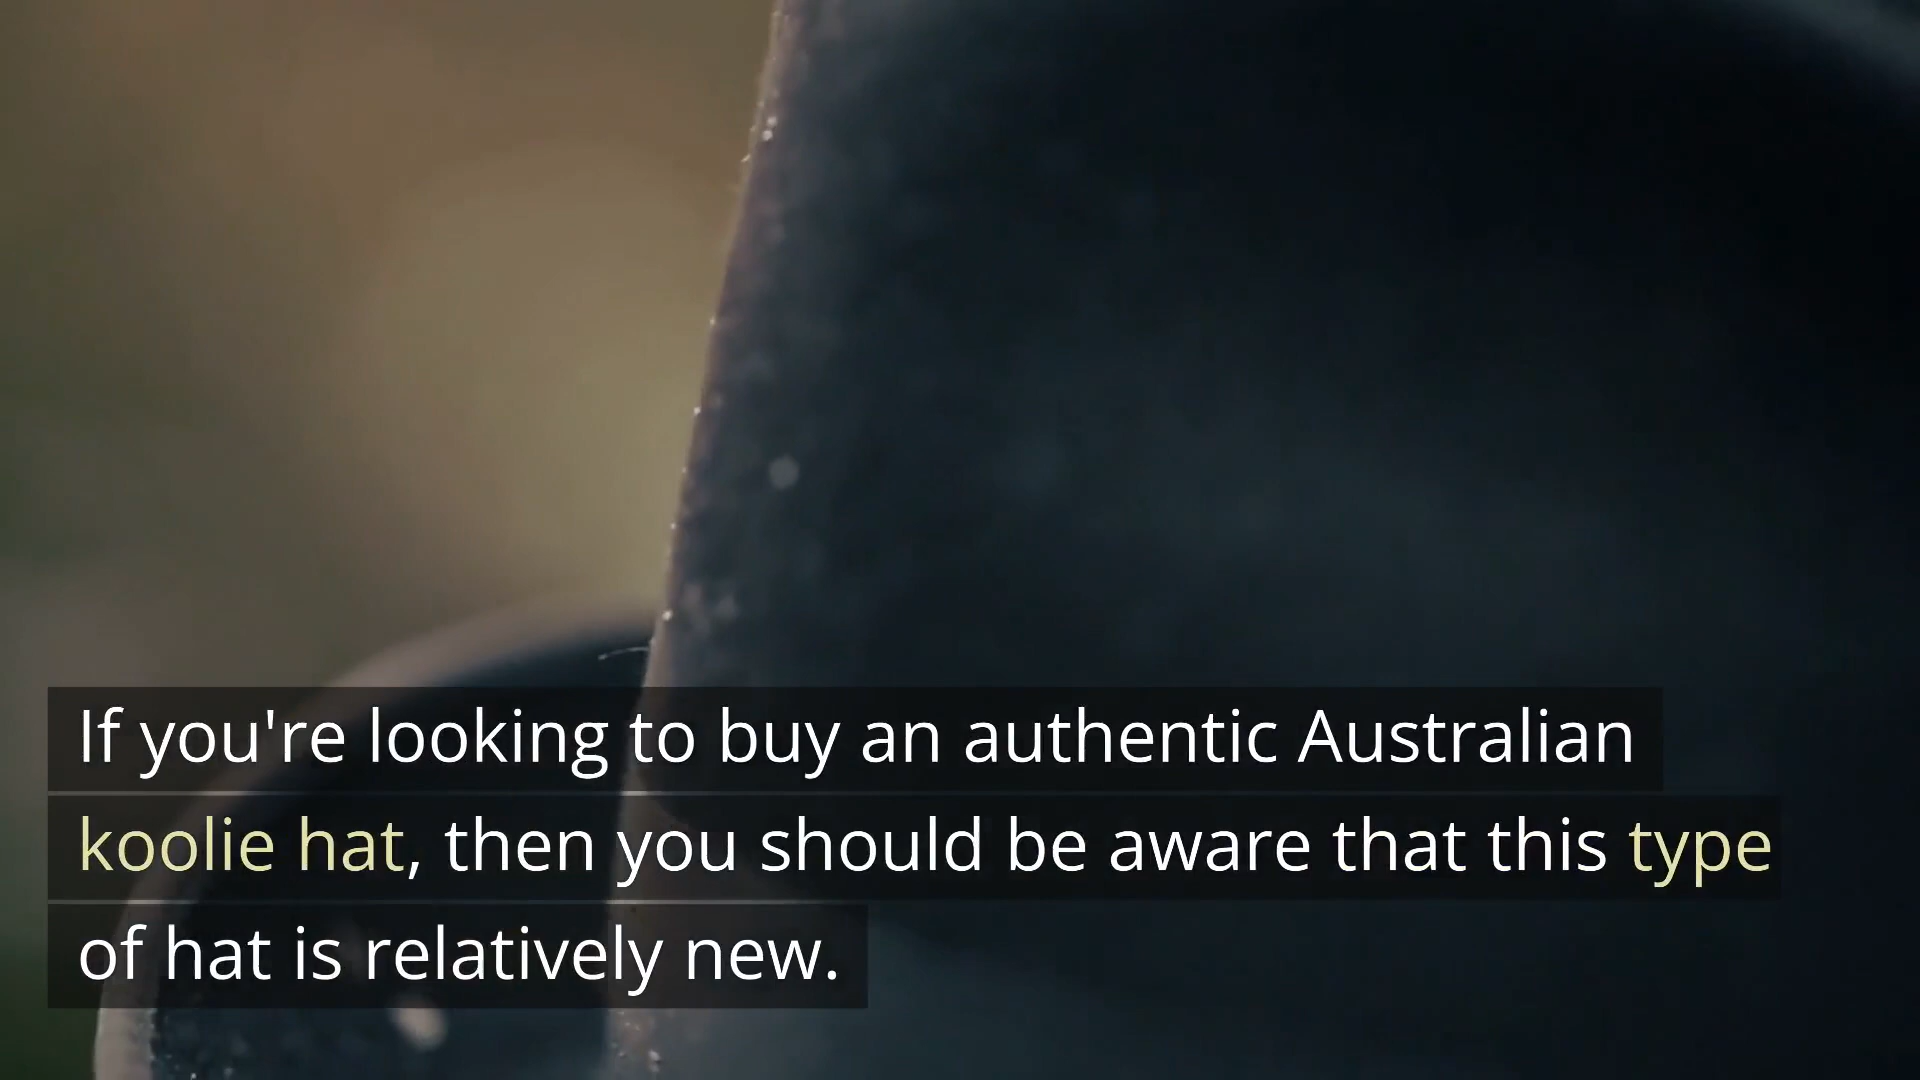 If you're looking to buy an authentic Australian
koolie hat, then you should be aware that this type
of hat is relatively new.